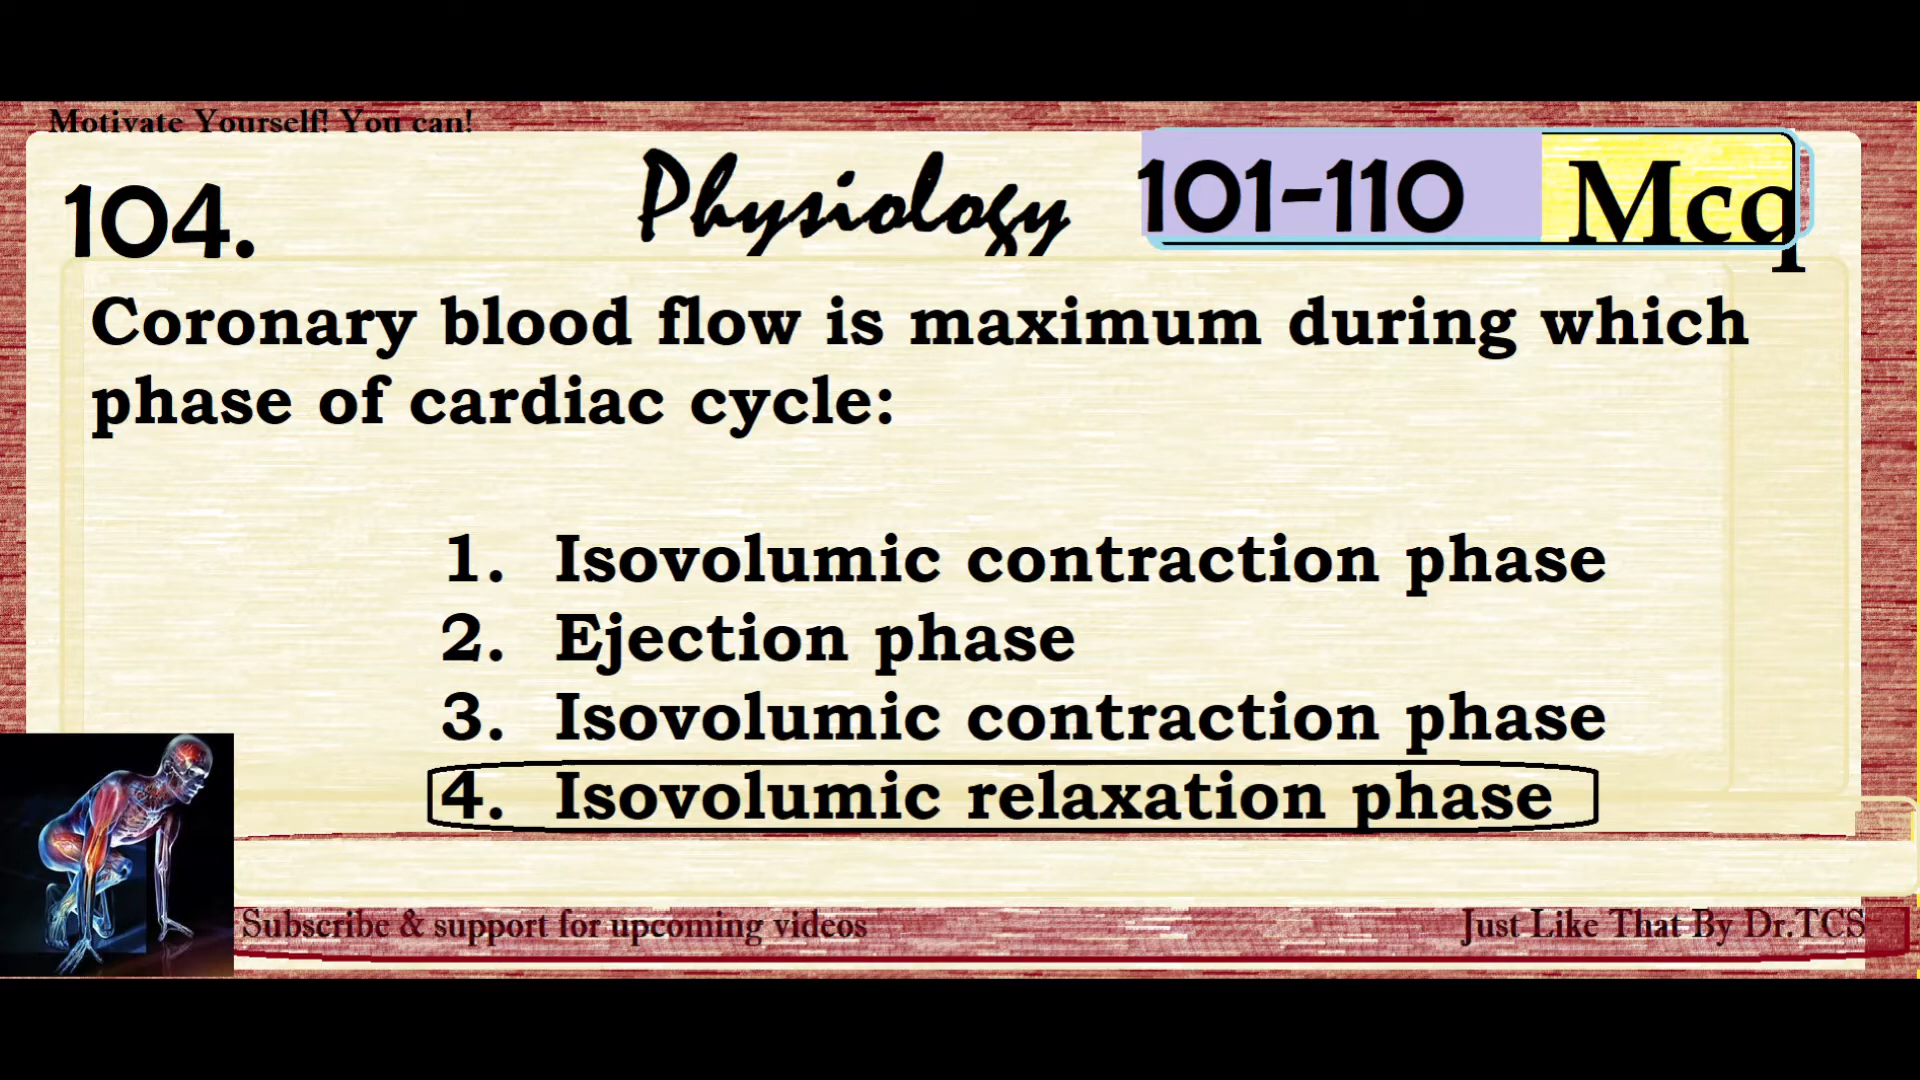 Motivate Yourself! You can!
104. Physiology 101-110 Mcq
Coronary blood flow is maximum during which
phase of cardiac cycle:
1. Isovolumic contraction phase
2. Ejection phase
3. Isovolumic contraction phase
4. Isovolumic relaxation phase
Subscribe & support for upcoming videos
Just Like That By Dr.TCS